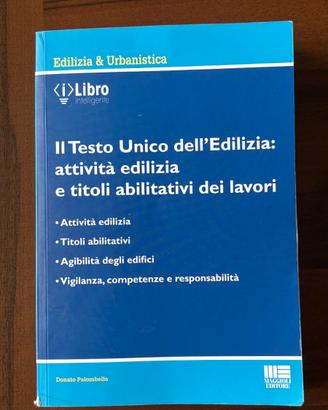 Edilizia & Urbanistica
<i> Libro
intelligente
Il Testo Unico dell'Edilizia:
attività edilizia
e titoli abilitativi dei lavori
• Attività edilizia
• Titoli abilitativi
• Agibilità degli edifici
• Vigilanza, competenze e responsabilità
Donato Palombella
MAGGIOLI
EDITORE